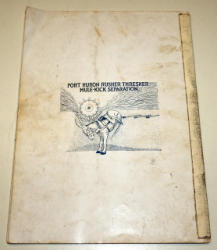 PORT HURON RUSHER THRESHER
MULE-KICK SEPARATION